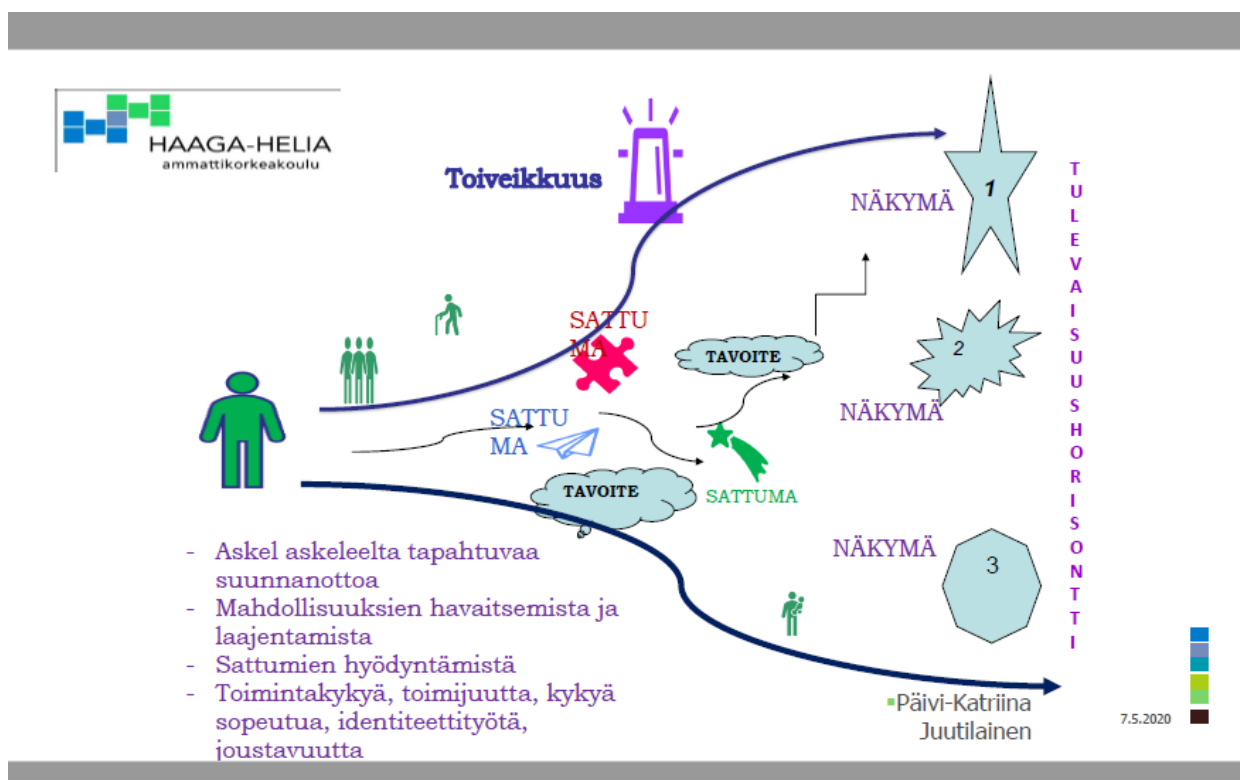 HAAGA-HELIA
ammattikorkeakoulu
Toiveikkuus
NÄKYMÄ
1
SATTU
MA
TAVOITE
2
NÄKYMÄ
SATTU
MA
TAVOITE
SATTUMA
NÄKYMÄ
3
TULEVAISUUSHORISONTTI
- Askel askeleelta tapahtuvaa
suunnanottoa
- Mahdollisuuksien havaitsemista ja
laajentamista
- Sattumien hyödyntämistä
- Toimintakykyä, toimijuutta, kykyä
sopeutua, identiteettityötä,
joustavuutta
▪Päivi-Katriina
Juutilainen
7.5.2020